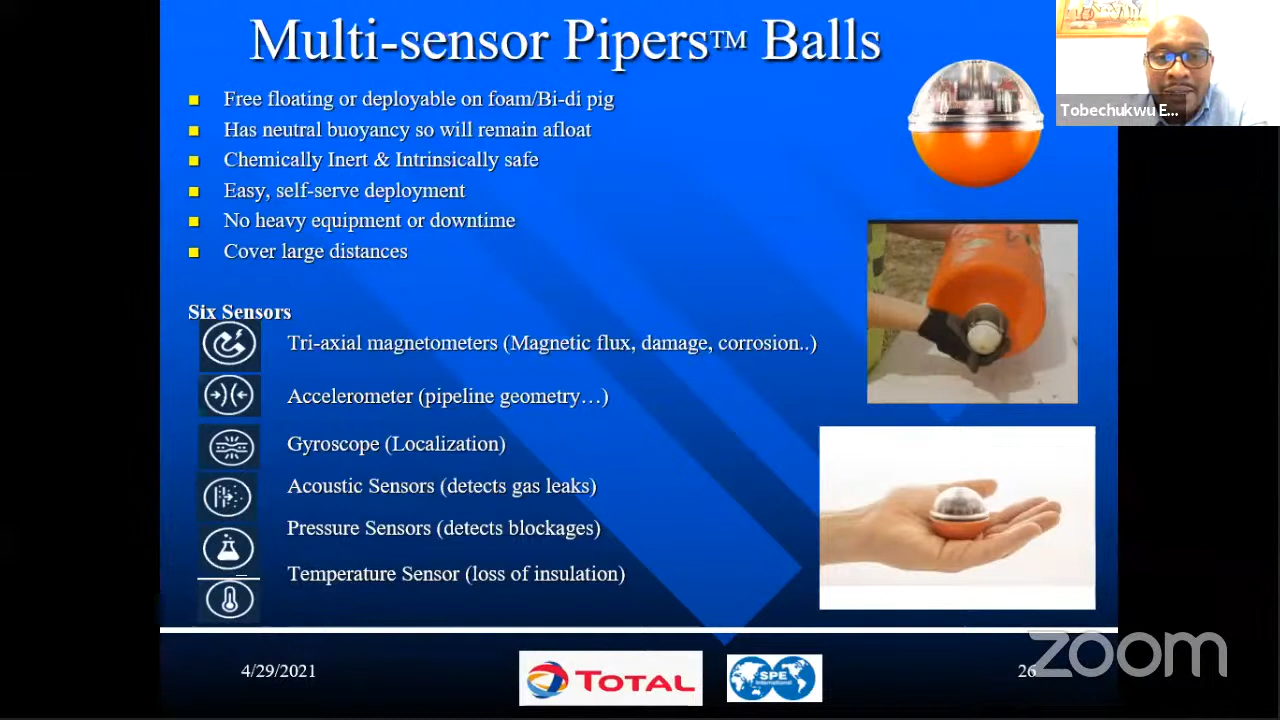 Multi-sensor Pipers™ Balls
Tobechukwu E...
Free floating or deployable on foam/Bi-di pig
Has neutral buoyancy so will remain afloat
Chemically Inert & Intrinsically safe
Easy, self-serve deployment
No heavy equipment or downtime
Cover large distances
Six Sensors
Tri-axial magnetometers (Magnetic flux, damage, corrosion..)
Accelerometer (pipeline geometry…)
Gyroscope (Localization)
Acoustic Sensors (detects gas leaks)
Pressure Sensors (detects blockages)
Temperature Sensor (loss of insulation)
4/29/2021
TOTAL
SPE
International
26
zoom